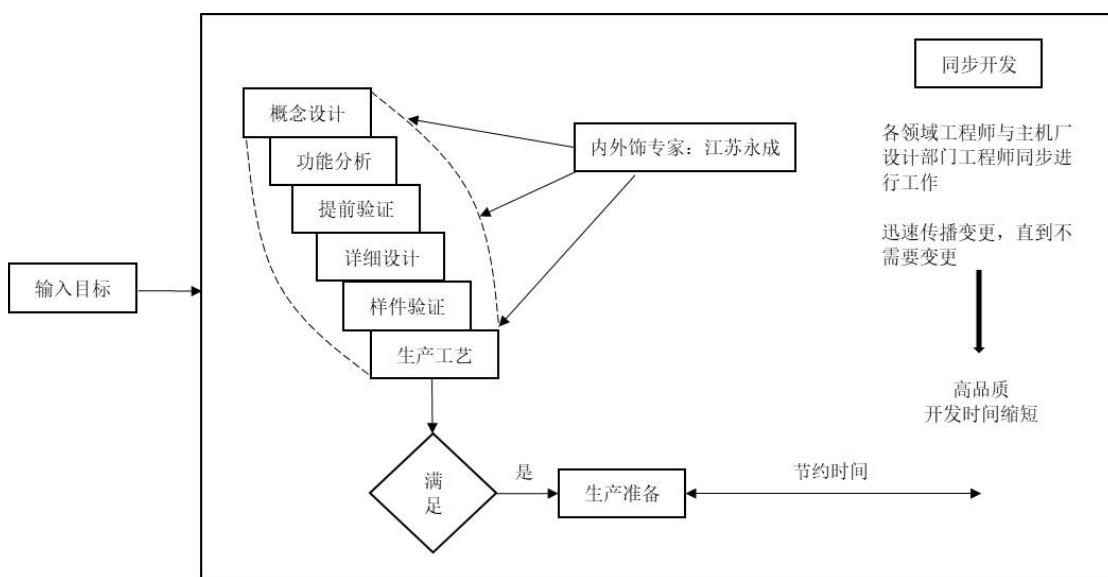 同步开发
概念设计
功能分析
提前验证
详细设计
样件验证
生产工艺
内外饰专家：江苏永成
各领域工程师与主机厂
设计部门工程师同步进
行工作
迅速传播变更，直到不
需要变更
输入目标
高品质
开发时间缩短
满
足
是
生产准备
节约时间